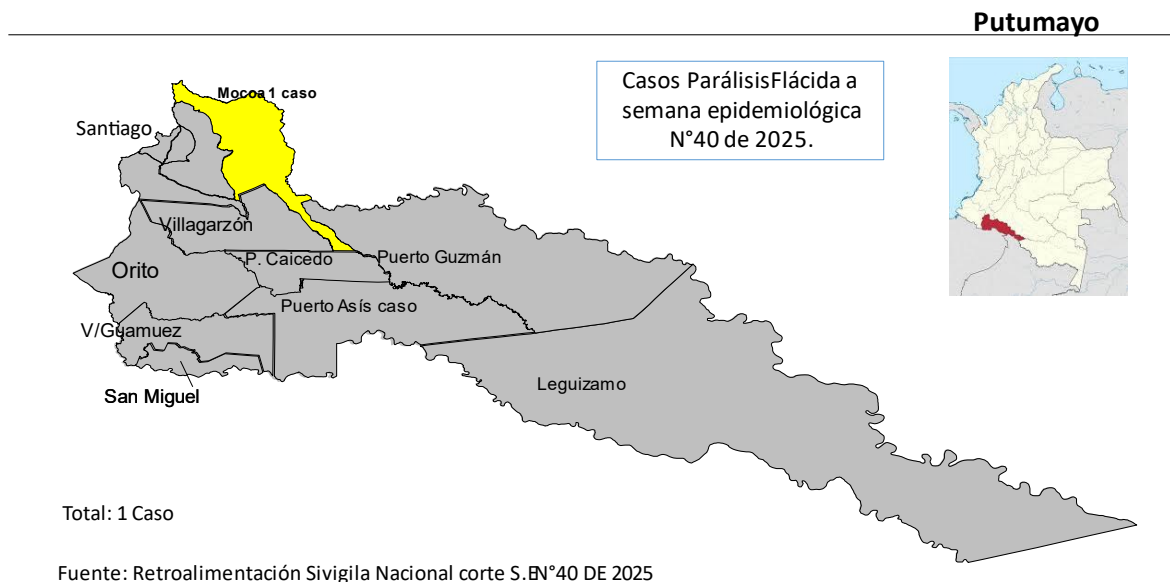 Putumayo
Casos ParálisisFlácida a
semana epidemiológica
N°40 de 2025.
Mocoa 1 caso
Santiago
Villagarzón
P. Caicedo
Puerto Guzmán
Orito
Puerto Asís caso
V/Guamuez
Leguizamo
San Miguel
Total: 1 Caso
Fuente: Retroalimentación Sivigila Nacional corte S.EN°40 DE 2025